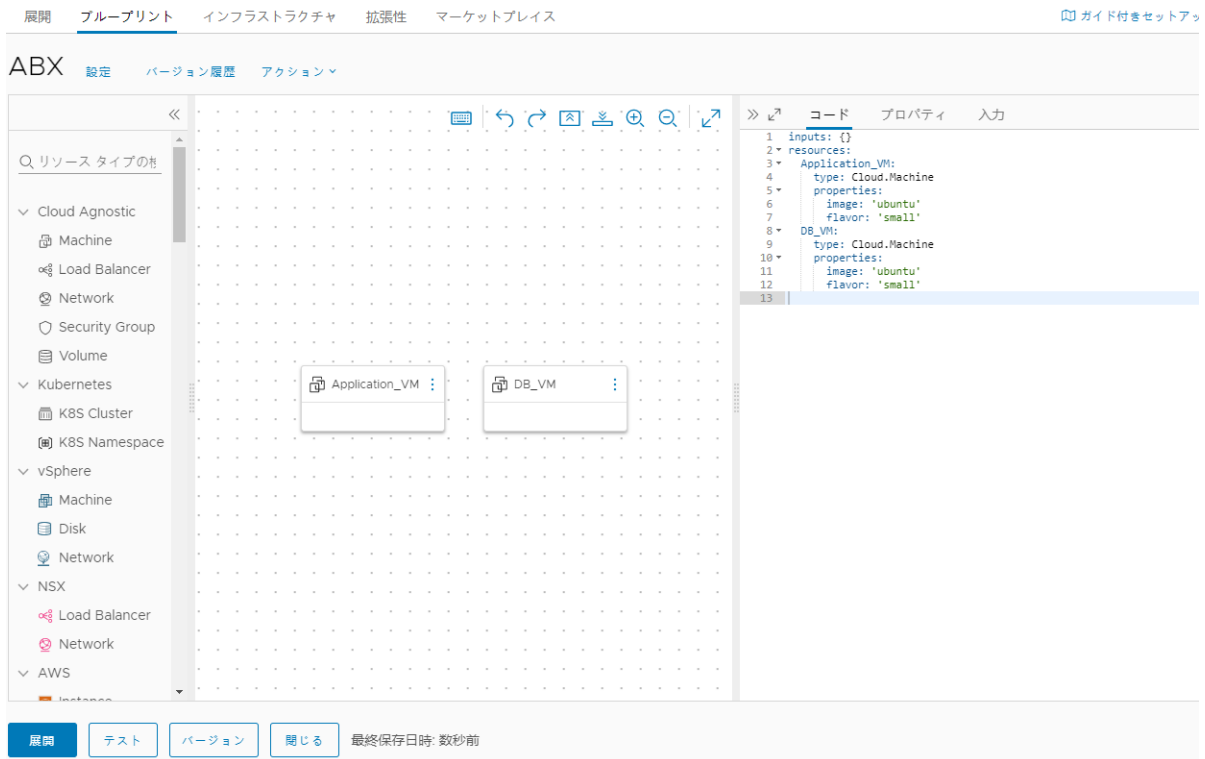 展開 ブループリント インフラストラクチャ 拡張性 マーケットプレイス ガイド付きセットアッ
ABX 設定 バージョン履歴 アクション
リソース タイプの検
Cloud Agnostic
Machine
Load Balancer
Network
Security Group
Volume
Kubernetes
K8S Cluster
K8S Namespace
vSphere
Machine
Disk
Network
NSX
Load Balancer
Network
AWS
Instance
Application_VM
DB_VM
コード プロパティ 入力
1 inputs: {}
2 resources:
3 Application_VM:
4 type: Cloud.Machine
5 properties:
6 image: 'ubuntu'
7 flavor: 'small'
8 DB_VM:
9 type: Cloud.Machine
10 properties:
11 image: 'ubuntu'
12 flavor: 'small'
13
展開 テスト バージョン 閉じる 最終保存日時: 数秒前